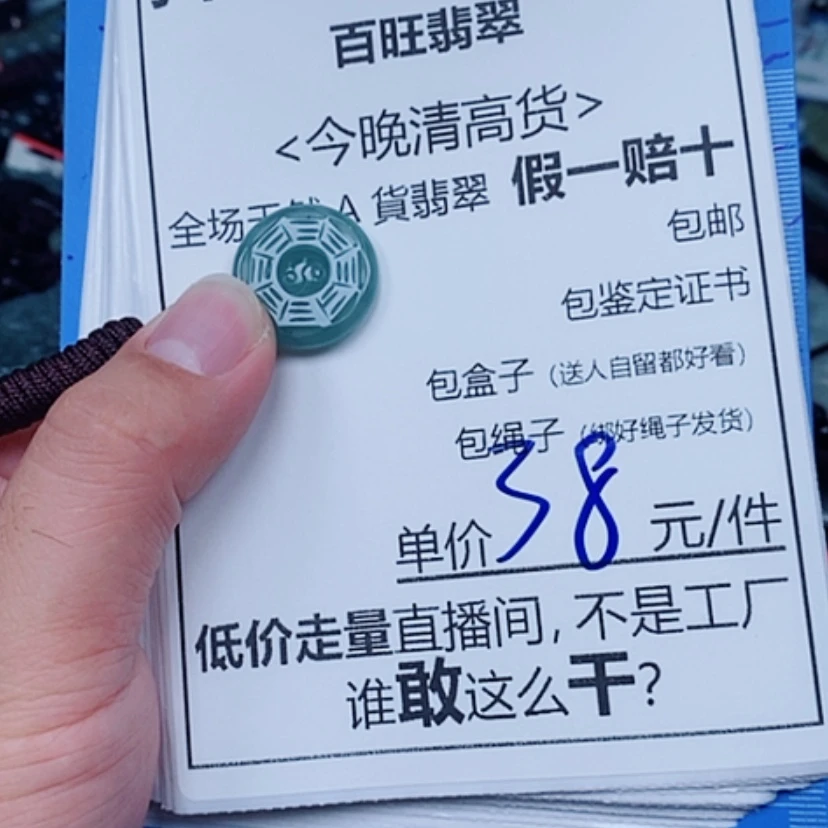 百旺翡翠
<今晚清高货>
全场天然 A 貨翡翠 假一赔十
包邮
包鉴定证书
包盒子（送人自留都好看）
包绳子（绑好绳子发货）
单价 38 元/件
低价走量直播间, 不是工厂
谁敢这么干?